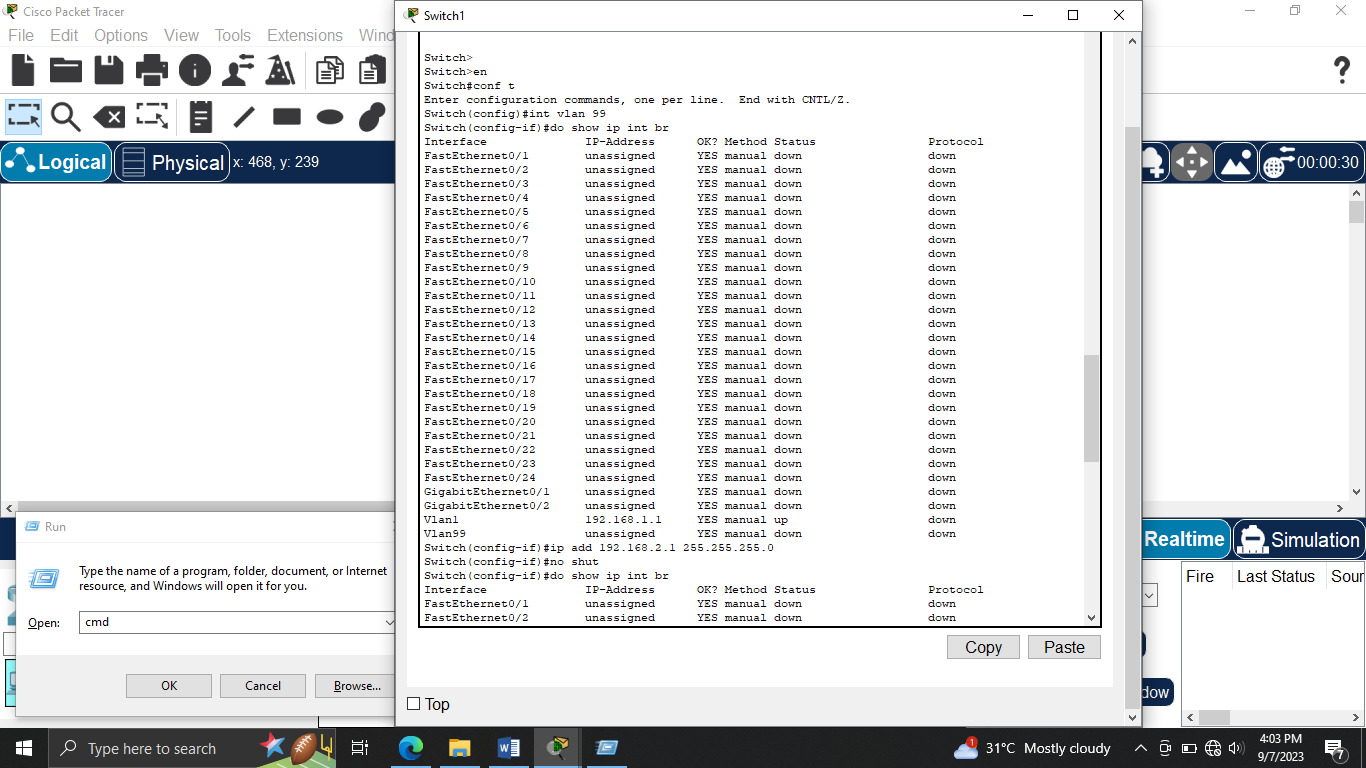 Cisco Packet Tracer
File Edit Options View Tools Extensions Wind
Logical
Physical
x: 468, y: 239
00:00:30
Switch1
Switch>
Switch>en
Switch#conf t
Enter configuration commands, one per line.  End with CNTL/Z.
Switch(config)#int vlan 99
Switch(config-if)#do show ip int br
Interface IP-Address OK? Method Status Protocol
FastEthernet0/1 unassigned YES manual down down
FastEthernet0/2 unassigned YES manual down down
FastEthernet0/3 unassigned YES manual down down
FastEthernet0/4 unassigned YES manual down down
FastEthernet0/5 unassigned YES manual down down
FastEthernet0/6 unassigned YES manual down down
FastEthernet0/7 unassigned YES manual down down
FastEthernet0/8 unassigned YES manual down down
FastEthernet0/9 unassigned YES manual down down
FastEthernet0/10 unassigned YES manual down down
FastEthernet0/11 unassigned YES manual down down
FastEthernet0/12 unassigned YES manual down down
FastEthernet0/13 unassigned YES manual down down
FastEthernet0/14 unassigned YES manual down down
FastEthernet0/15 unassigned YES manual down down
FastEthernet0/16 unassigned YES manual down down
FastEthernet0/17 unassigned YES manual down down
FastEthernet0/18 unassigned YES manual down down
FastEthernet0/19 unassigned YES manual down down
FastEthernet0/20 unassigned YES manual down down
FastEthernet0/21 unassigned YES manual down down
FastEthernet0/22 unassigned YES manual down down
FastEthernet0/23 unassigned YES manual down down
FastEthernet0/24 unassigned YES manual down down
GigabitEthernet0/1 unassigned YES manual down down
GigabitEthernet0/2 unassigned YES manual down down
Vlan1 192.168.1.1 YES manual up down
Vlan99 unassigned YES manual down down
Switch(config-if)#ip add 192.168.2.1 255.255.255.0
Switch(config-if)#no shut
Switch(config-if)#do show ip int br
Interface IP-Address OK? Method Status Protocol
FastEthernet0/1 unassigned YES manual down down
FastEthernet0/2 unassigned YES manual down down
Copy Paste
Top
Run
Type the name of a program, folder, document, or Internet
resource, and Windows will open it for you.
Open: cmd
OK Cancel Browse...
Realtime Simulation
Fire Last Status Sour
dow
Type here to search
1
31°C Mostly cloudy
4:03 PM
9/7/2023
7